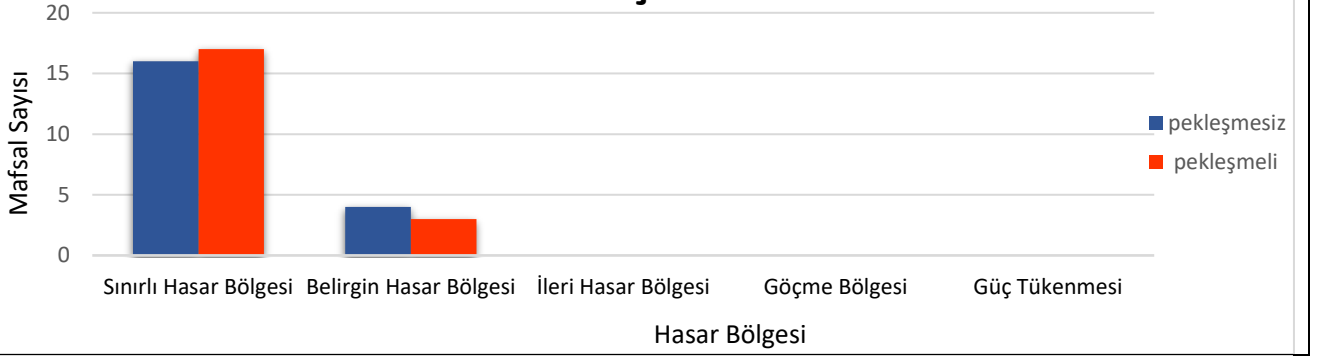 20
15
10
5
0
Mafsal Sayısı
pekleşmesiz
pekleşmeli
Sınırlı Hasar Bölgesi Belirgin Hasar Bölgesi İleri Hasar Bölgesi Göçme Bölgesi Güç Tükenmesi
Hasar Bölgesi